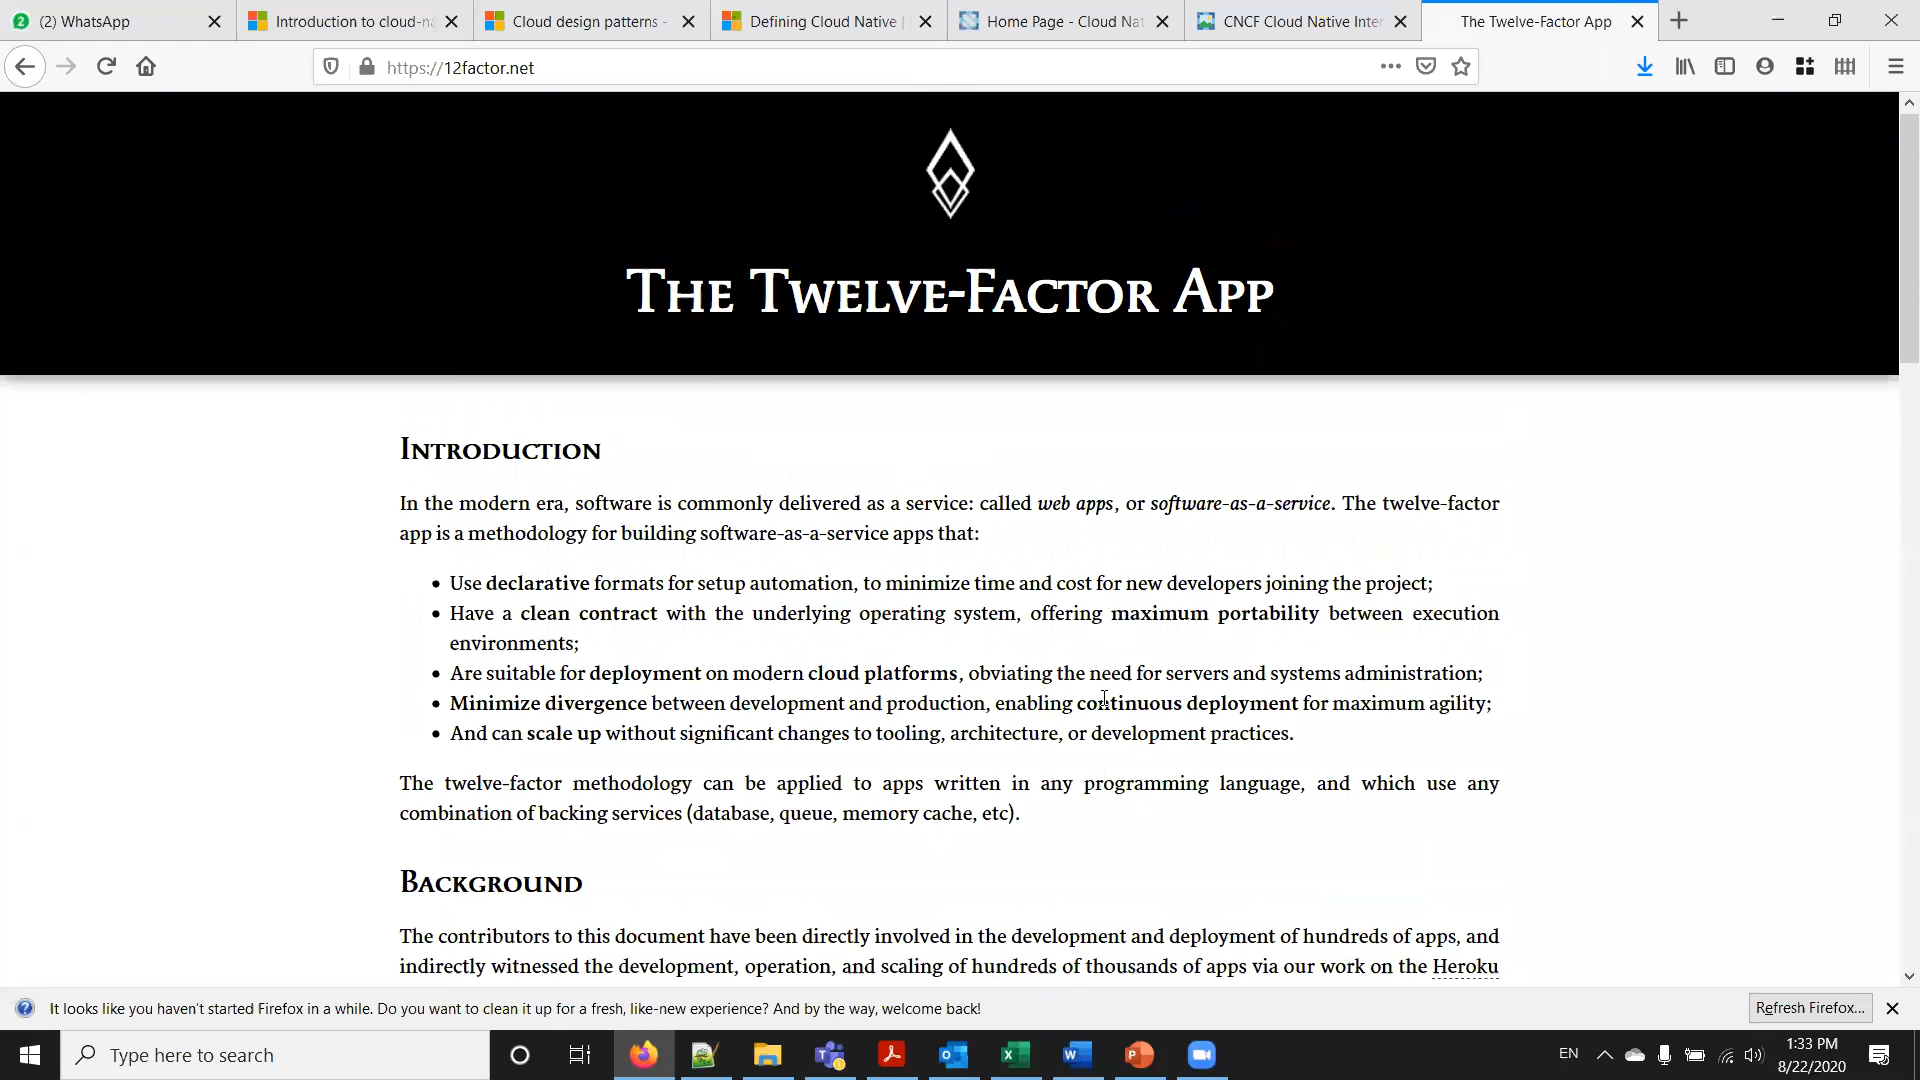 (2) WhatsApp
Introduction to cloud-na
Cloud design patterns -
Defining Cloud Native |
Home Page - Cloud Nat
CNCF Cloud Native Inter
The Twelve-Factor App
https://12factor.net
The Twelve-Factor App
Introduction
In the modern era, software is commonly delivered as a service: called web apps, or software-as-a-service. The twelve-factor
app is a methodology for building software-as-a-service apps that:
• Use declarative formats for setup automation, to minimize time and cost for new developers joining the project;
• Have a clean contract with the underlying operating system, offering maximum portability between execution
environments;
• Are suitable for deployment on modern cloud platforms, obviating the need for servers and systems administration;
• Minimize divergence between development and production, enabling continuous deployment for maximum agility;
• And can scale up without significant changes to tooling, architecture, or development practices.
The twelve-factor methodology can be applied to apps written in any programming language, and which use any
combination of backing services (database, queue, memory cache, etc).
Background
The contributors to this document have been directly involved in the development and deployment of hundreds of apps, and
indirectly witnessed the development, operation, and scaling of hundreds of thousands of apps via our work on the Heroku
It looks like you haven't started Firefox in a while. Do you want to clean it up for a fresh, like-new experience? And by the way, welcome back!
Refresh Firefox...
Type here to search
EN
1:33 PM
8/22/2020